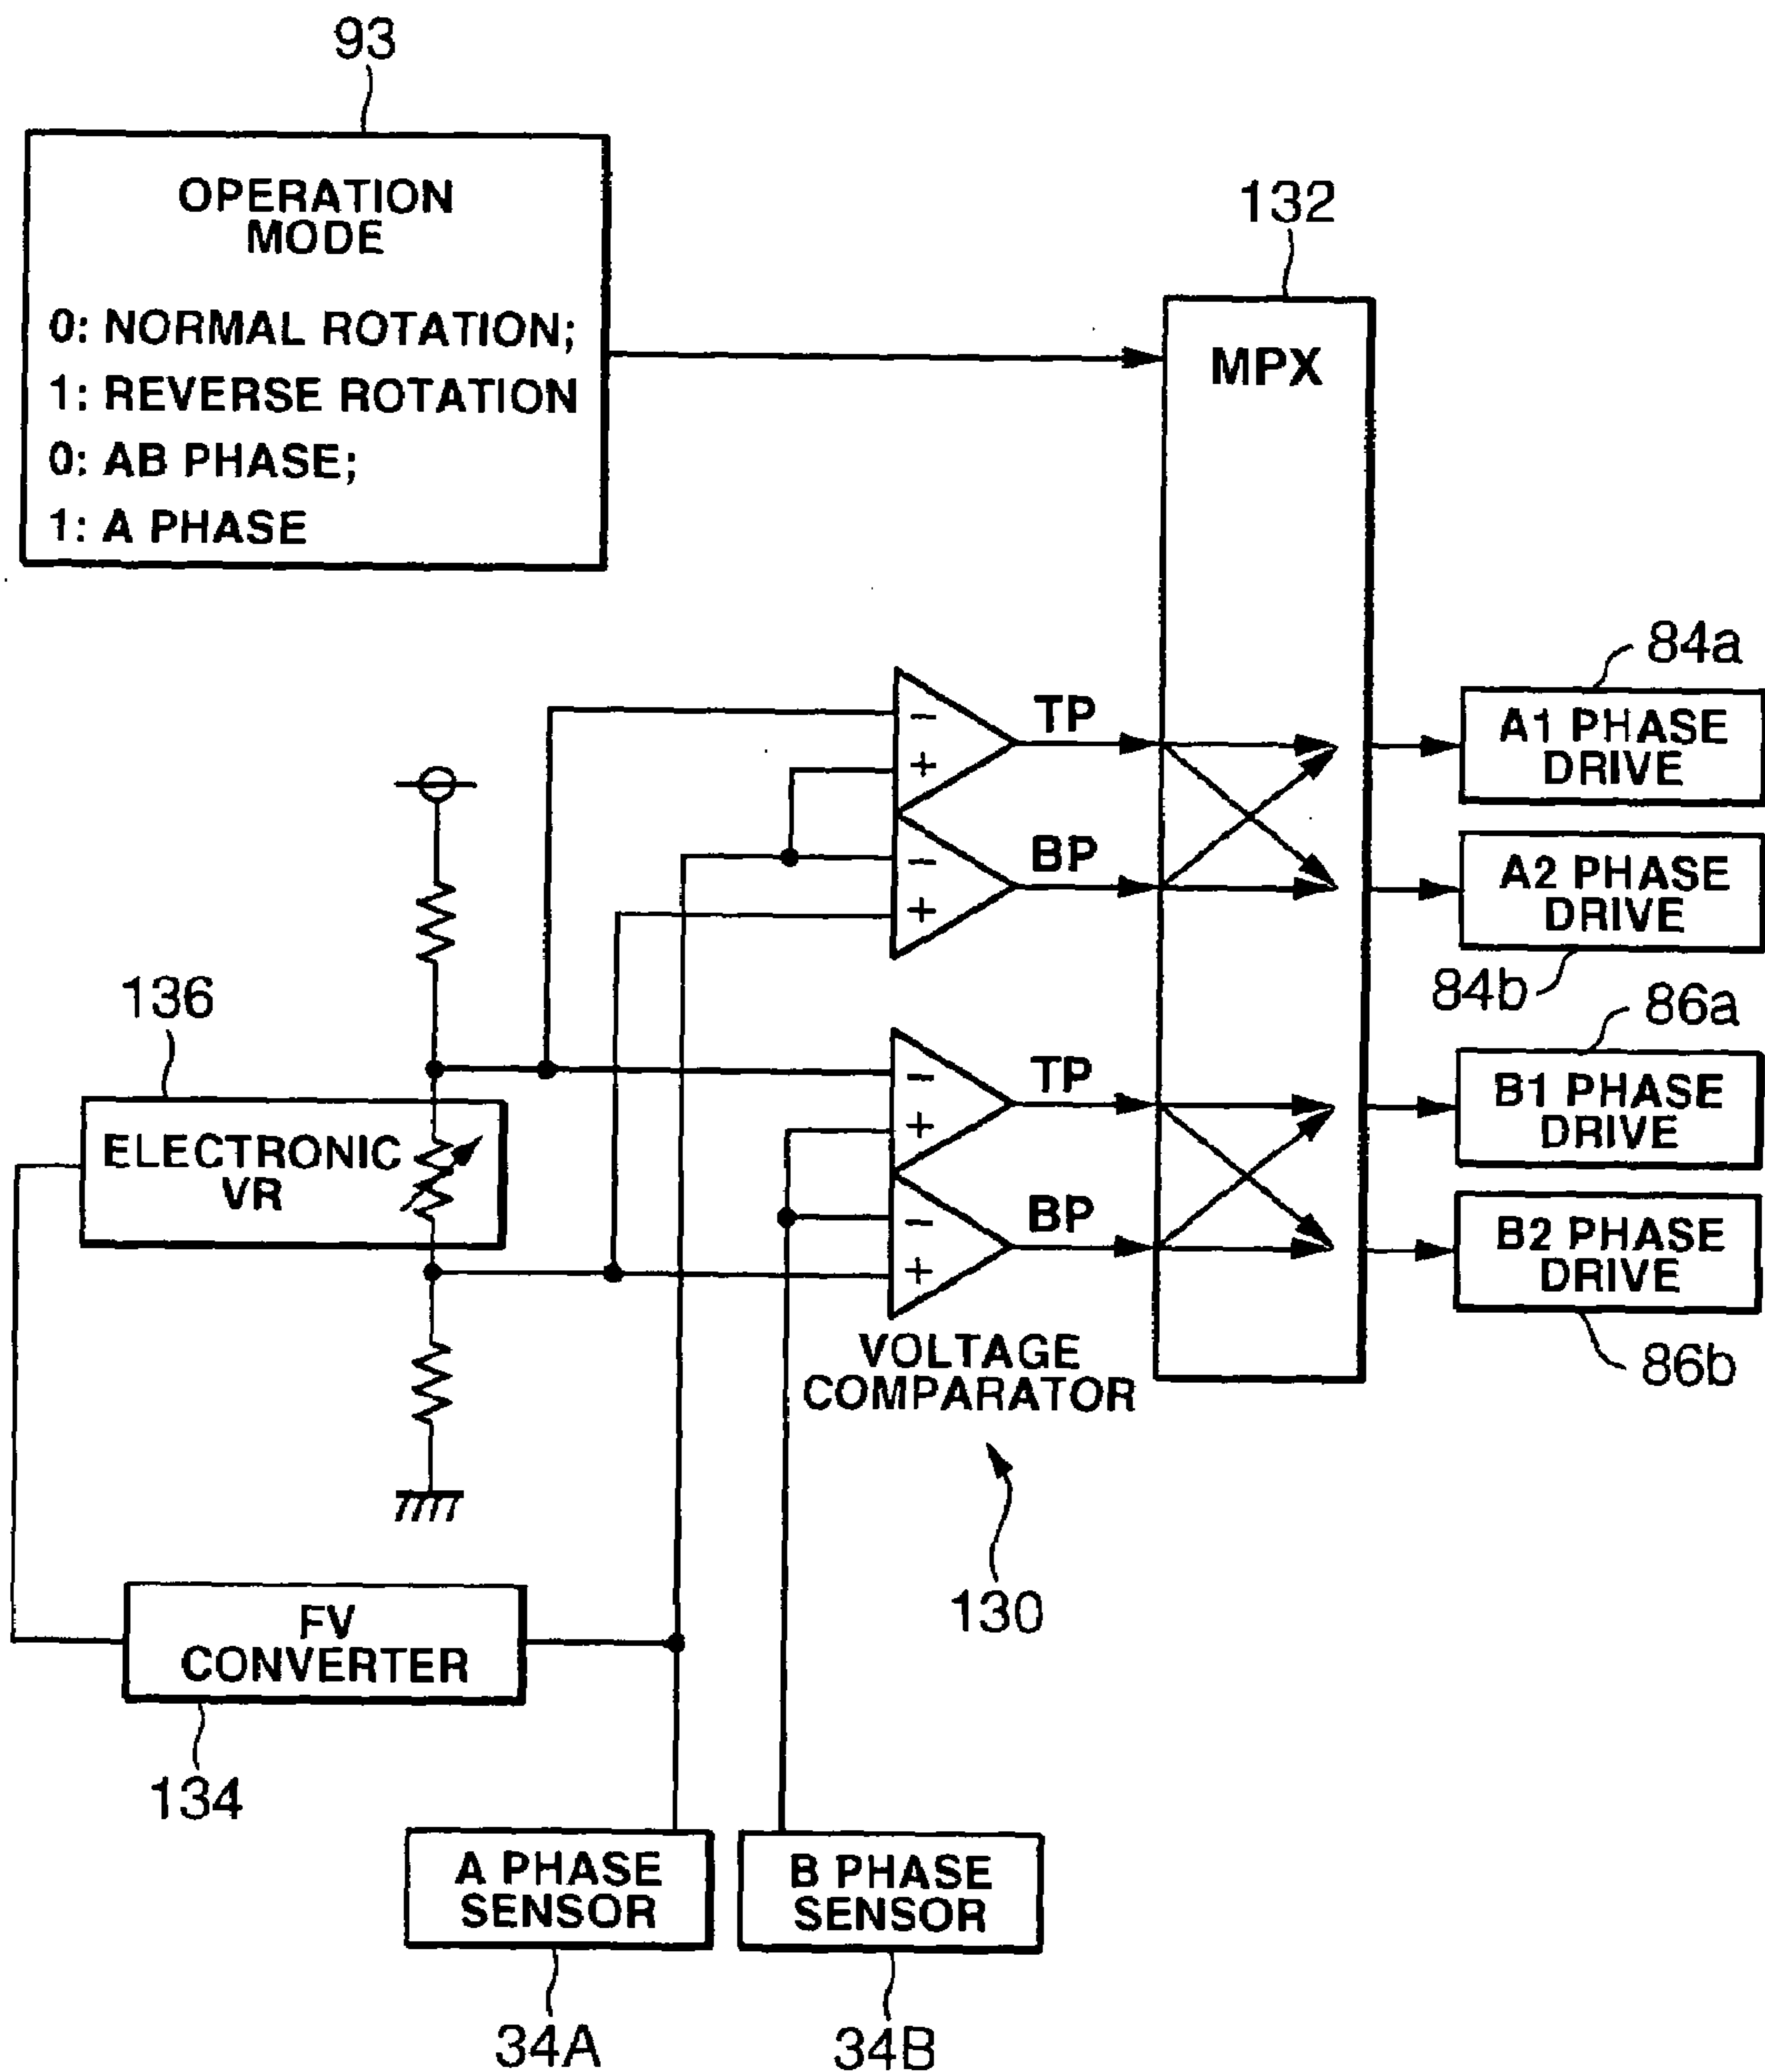 93
OPERATION
MODE
0: NORMAL ROTATION;
1: REVERSE ROTATION
0: AB PHASE;
1: A PHASE
132
MPX
84a
A1 PHASE
DRIVE
A2 PHASE
DRIVE
84b
86a
B1 PHASE
DRIVE
B2 PHASE
DRIVE
86b
−
TP
+
−
BP
+
−
TP
+
−
BP
+
136
ELECTRONIC
VR
VOLTAGE
COMPARATOR
130
FV
CONVERTER
134
A PHASE
SENSOR
34A
B PHASE
SENSOR
34B